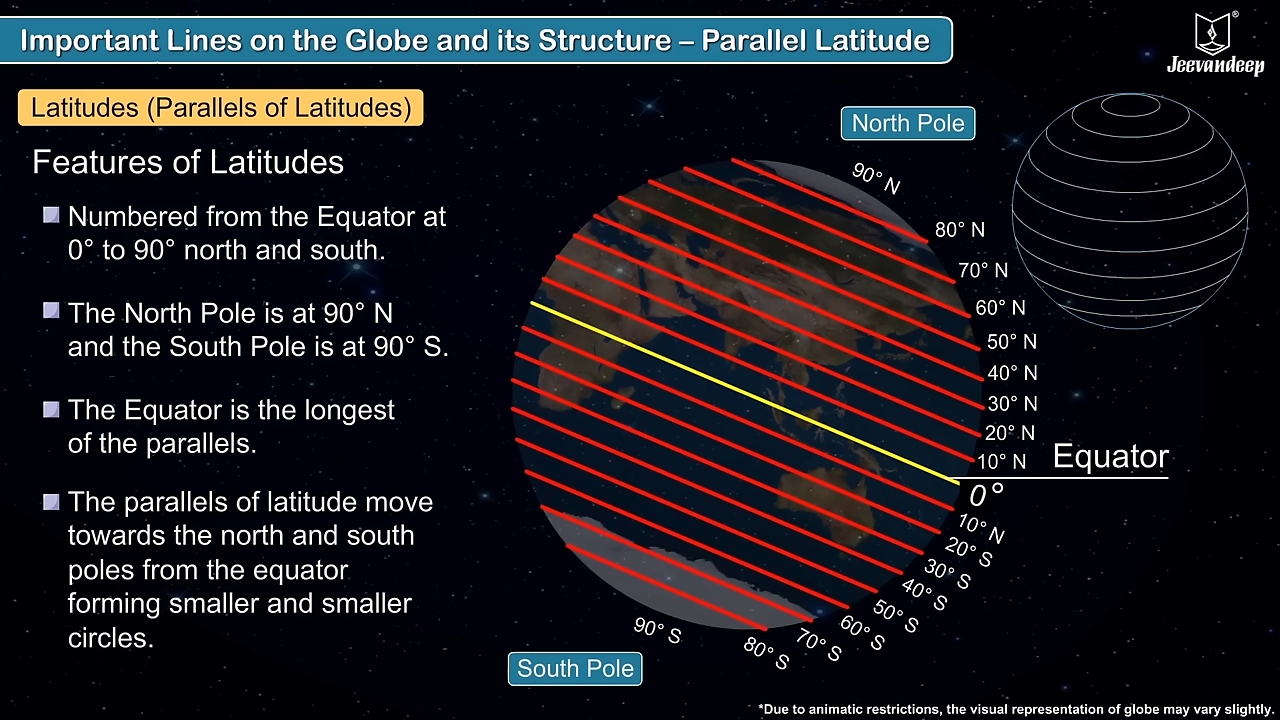 Important Lines on the Globe and its Structure – Parallel Latitude
Jeevandeep®
Latitudes (Parallels of Latitudes)
Features of Latitudes
Numbered from the Equator at
0° to 90° north and south.
The North Pole is at 90° N
and the South Pole is at 90° S.
The Equator is the longest
of the parallels.
The parallels of latitude move
towards the north and south
poles from the equator
forming smaller and smaller
circles.
North Pole
90° N
80° N
70° N
60° N
50° N
40° N
30° N
20° N
10° N
Equator
0°
10° N
20° S
30° S
40° S
50° S
60° S
70° S
80° S
90° S
South Pole
*Due to animatic restrictions, the visual representation of globe may vary slightly.